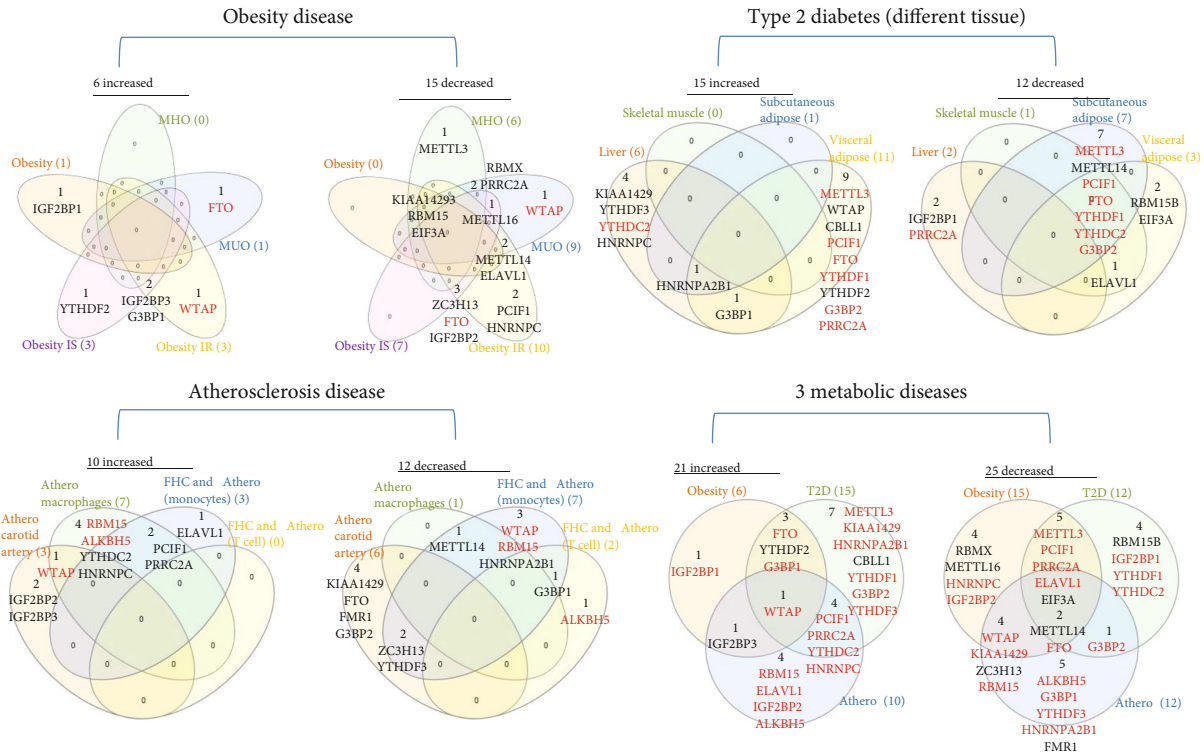 Obesity disease
6 increased
MHO (0)
Obesity (1)
1
IGF2BP1
1
FTO
MUO (1)
1
YTHDF2
2
IGF2BP3
G3BP1
1
WTAP
Obesity IS (3)
Obesity IR (3)
15 decreased
MHO (6)
1
METTL3
Obesity (0)
RBMX
2 PRRC2A
KIAA14293
RBM15
EIF3A
1
METTL16
1
WTAP
MUO (9)
2
METTL14
ELAVL1
3
ZC3H13
FTO
IGF2BP2
2
PCIF1
HNRNPC
Obesity IS (7)
Obesity IR (10)
Type 2 diabetes (different tissue)
15 increased
Skeletal muscle (0)
Subcutaneous
adipose (1)
Liver (6)
Visceral
adipose (11)
4
KIAA1429
YTHDF3
YTHDC2
HNRNPC
9
METTL3
WTAP
CBLL1
PCIF1
FTO
YTHDF1
YTHDF2
G3BP2
PRRC2A
1
HNRNPA2B1
1
G3BP1
12 decreased
Skeletal muscle (1)
Subcutaneous
adipose (7)
Liver (2)
Visceral
adipose (3)
7
METTL3
METTL14
PCIF1
FTO
YTHDF1
YTHDC2
G3BP2
2
RBM15B
EIF3A
2
IGF2BP1
PRRC2A
1
ELAVL1
Atherosclerosis disease
10 increased
Athero
macrophages (7)
FHC and Athero
(monocytes) (3)
Athero
carotid
artery (3)
FHC and Athero
(T cell) (0)
4 RBM15
ALKBH5
YTHDC2
HNRNPC
2
PCIF1
PRRC2A
1
ELAVL1
1
WTAP
2
IGF2BP2
IGF2BP3
12 decreased
Athero
macrophages (1)
FHC and Athero
(monocytes) (7)
Athero
carotid
artery (6)
FHC and Athero
(T cell) (2)
1
METTL14
3
WTAP
RBM15
HNRNPA2B1
4
KIAA1429
FTO
FMR1
G3BP2
1
G3BP1
1
ALKBH5
2
ZC3H13
YTHDF3
3 metabolic diseases
21 increased
Obesity (6)
T2D (15)
3
FTO
YTHDF2
G3BP1
7 METTL3
KIAA1429
HNRNPA2B1
CBLL1
YTHDF1
G3BP2
YTHDF3
1
IGF2BP1
1
WTAP
4
PCIF1
PRRC2A
YTHDC2
HNRNPC
1
IGF2BP3
4
RBM15
ELAVL1
IGF2BP2
ALKBH5
Athero (10)
25 decreased
Obesity (15)
T2D (12)
4
RBMX
METTL16
HNRNPC
IGF2BP2
5
METTL3
PCIF1
PRRC2A
ELAVL1
EIF3A
4
RBM15B
IGF2BP1
YTHDF1
YTHDC2
2
METTL14
FTO
4
WTAP
KIAA1429
ZC3H13
RBM15
1
G3BP2
5
ALKBH5
G3BP1
YTHDF3
HNRNPA2B1
FMR1
Athero (12)